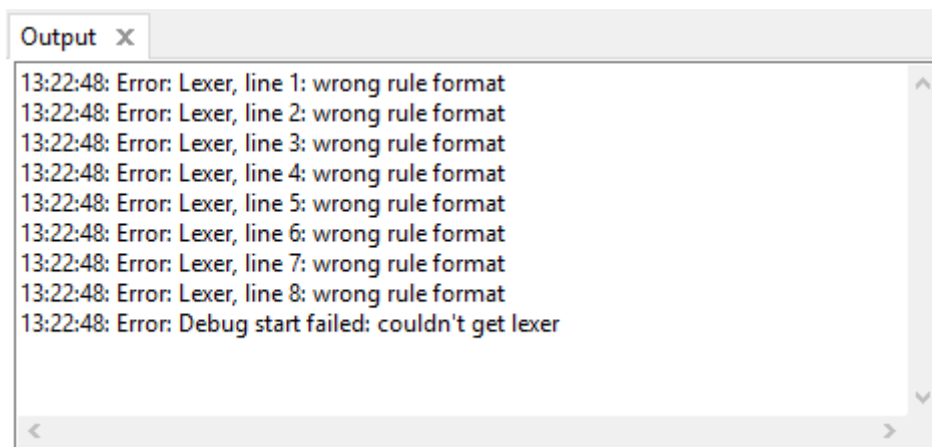 Output X
13:22:48: Error: Lexer, line 1: wrong rule format
13:22:48: Error: Lexer, line 2: wrong rule format
13:22:48: Error: Lexer, line 3: wrong rule format
13:22:48: Error: Lexer, line 4: wrong rule format
13:22:48: Error: Lexer, line 5: wrong rule format
13:22:48: Error: Lexer, line 6: wrong rule format
13:22:48: Error: Lexer, line 7: wrong rule format
13:22:48: Error: Lexer, line 8: wrong rule format
13:22:48: Error: Debug start failed: couldn't get lexer